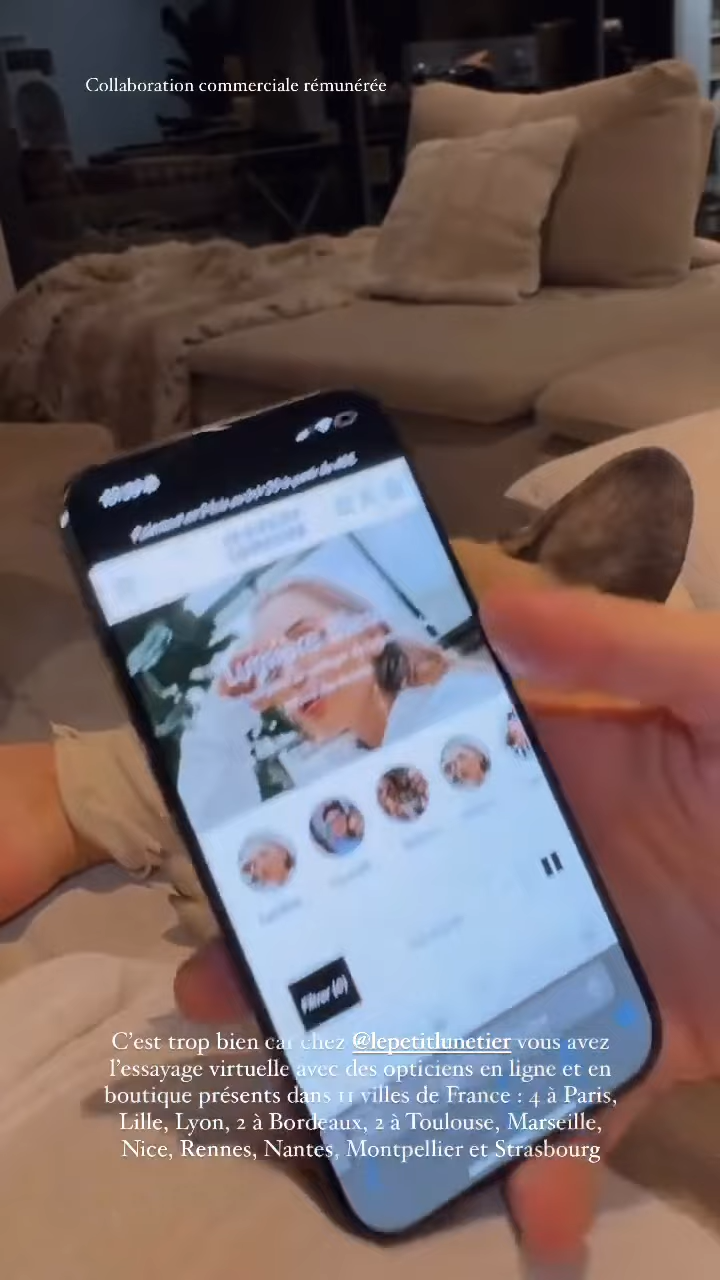 Collaboration commerciale rémunérée
Filtrer (0)
C'est trop bien car chez @lepetitlunetier vous avez
l'essayage virtuelle avec des opticiens en ligne et en
boutique présents dans 11 villes de France : 4 à Paris,
Lille, Lyon, 2 à Bordeaux, 2 à Toulouse, Marseille,
Nice, Rennes, Nantes, Montpellier et Strasbourg